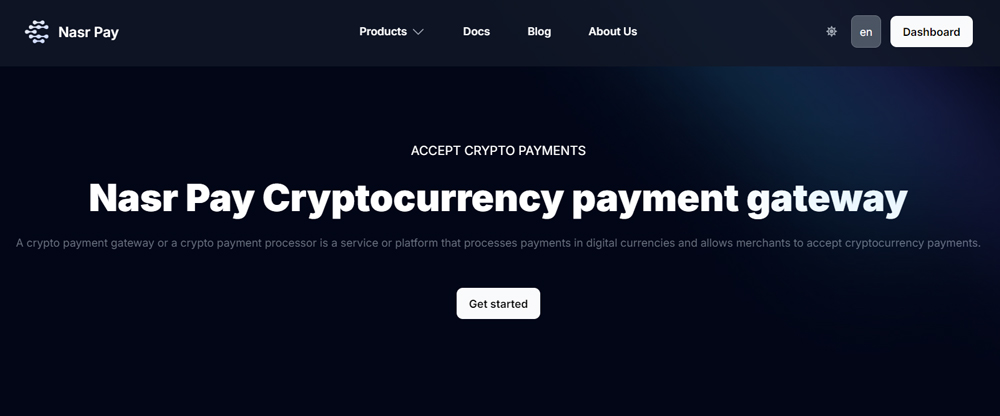 Nasr Pay
Products
Docs
Blog
About Us
en
Dashboard
ACCEPT CRYPTO PAYMENTS
Nasr Pay Cryptocurrency payment gateway
A crypto payment gateway or a crypto payment processor is a service or platform that processes payments in digital currencies and allows merchants to accept cryptocurrency payments.
Get started